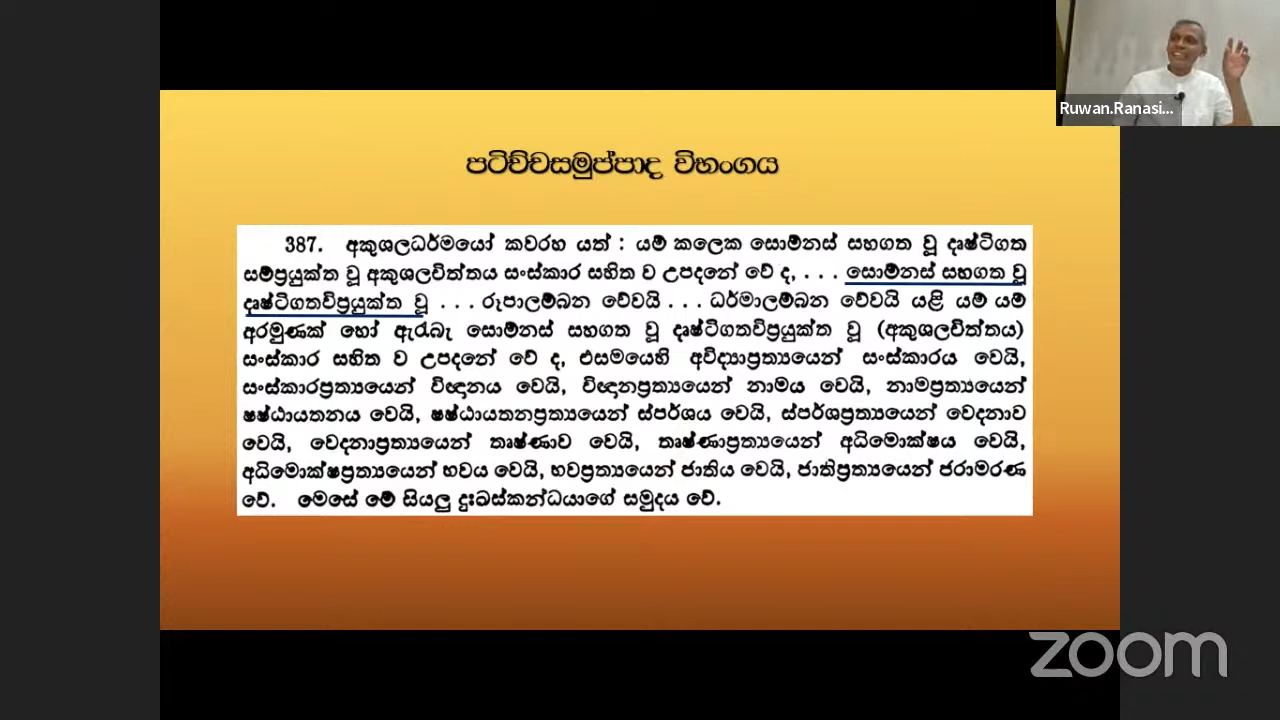 Ruwan.Ranasi...
පටිච්චසමුප්පාද විභංගය
387. අකුශලධර්මයෝ කවරහ යත් : යම් කලෙක සොම්නස් සහගත වූ දෘෂ්ටිගත
සම්ප්‍රයුක්ත වූ අකුශලචිත්තය සංස්කාර සහිත ව උපදනේ වේ ද, . . . සොම්නස් සහගත වූ
දෘෂ්ටිගතවිප්‍රයුක්ත වූ . . . රූපාලම්බන වේවයි . . . ධර්මාලම්බන වේවයි යළි යම් යම්
අරමුණක් හෝ ඇරැබැ සොම්නස් සහගත වූ දෘෂ්ටිගතවිප්‍රයුක්ත වූ (අකුශලචිත්තය)
සංස්කාර සහිත ව උපදනේ වේ ද, එසමයෙහි අවිද්‍යාප්‍රත්‍යයෙන් සංස්කාරය වෙයි,
සංස්කාරප්‍රත්‍යයෙන් විඥානය වෙයි, විඥානප්‍රත්‍යයෙන් නාමය වෙයි, නාමප්‍රත්‍යයෙන්
ෂෂ්ඨායතනය වෙයි, ෂෂ්ඨායතනප්‍රත්‍යයෙන් ස්පර්ශය වෙයි, ස්පර්ශප්‍රත්‍යයෙන් වෙදනාව
වෙයි, වෙදනාප්‍රත්‍යයෙන් තෘෂ්ණාව වෙයි, තෘෂ්ණාප්‍රත්‍යයෙන් අධිමොක්ෂය වෙයි,
අධිමොක්ෂප්‍රත්‍යයෙන් භවය වෙයි, භවප්‍රත්‍යයෙන් ජාතිය වෙයි, ජාතිප්‍රත්‍යයෙන් ජරාමරණ
වේ. මෙසේ මේ සියලු දුඃඛස්කන්ධයාගේ සමුදය වේ.
zoom